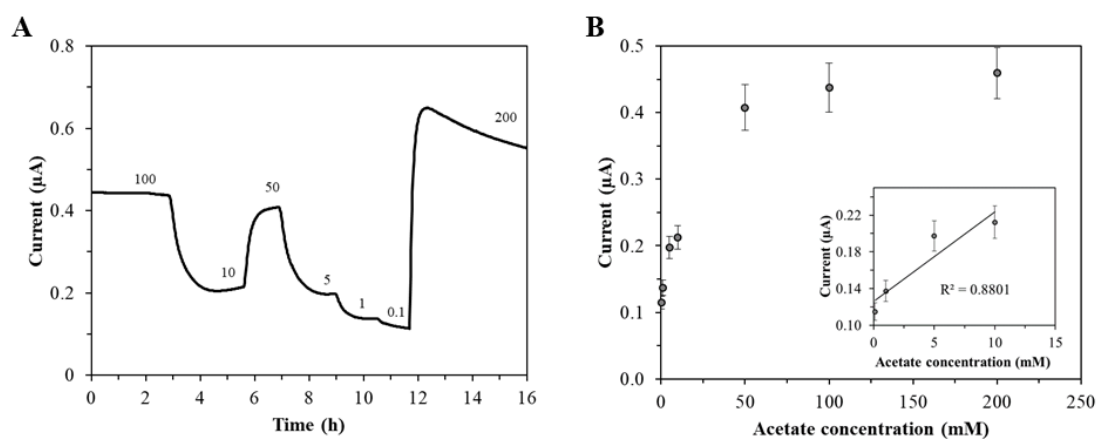 A
Current (µA)
0.8
0.6
0.4
0.2
0
100
10
50
5
1
0.1
200
0 2 4 6 8 10 12 14 16
Time (h)
B
Current (µA)
0.5
0.4
0.3
0.2
0.1
0.0
0 50 100 150 200 250
Acetate concentration (mM)
Current (µA)
0.22
0.18
0.14
0.10
R² = 0.8801
0 5 10 15
Acetate concentration (mM)